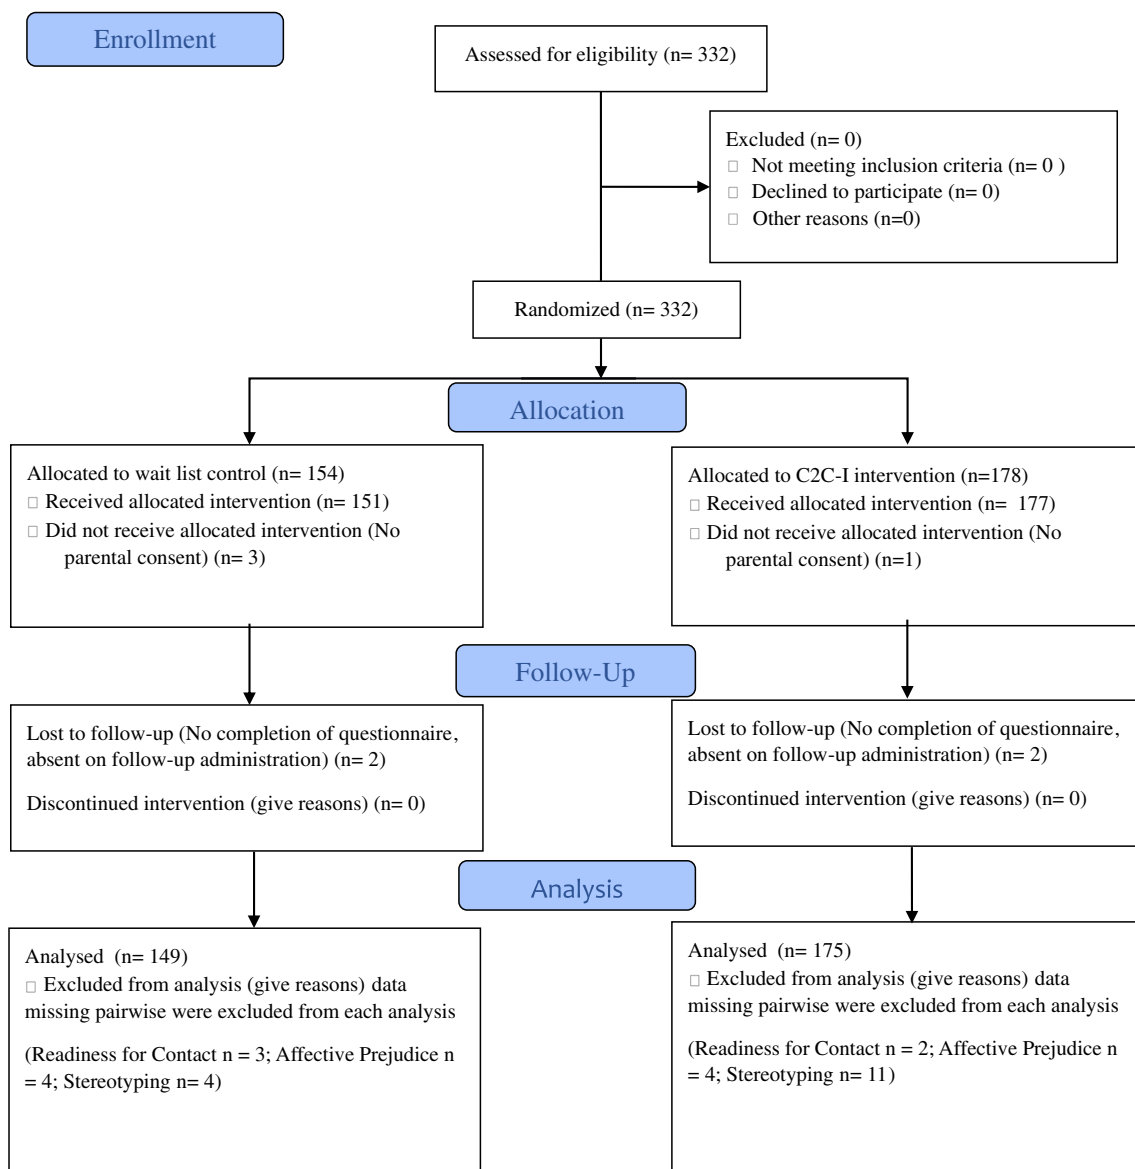 Enrollment
Assessed for eligibility (n= 332)
Excluded (n= 0)
□ Not meeting inclusion criteria (n= 0 )
□ Declined to participate (n= 0)
□ Other reasons (n=0)
Randomized (n= 332)
Allocation
Allocated to wait list control (n= 154)
□ Received allocated intervention (n= 151)
□ Did not receive allocated intervention (No
parental consent) (n= 3)
Allocated to C2C-I intervention (n=178)
□ Received allocated intervention (n= 177)
□ Did not receive allocated intervention (No
parental consent) (n=1)
Follow-Up
Lost to follow-up (No completion of questionnaire,
absent on follow-up administration) (n= 2)
Discontinued intervention (give reasons) (n= 0)
Lost to follow-up (No completion of questionnaire,
absent on follow-up administration) (n= 2)
Discontinued intervention (give reasons) (n= 0)
Analysis
Analysed (n= 149)
□ Excluded from analysis (give reasons) data
missing pairwise were excluded from each analysis
(Readiness for Contact n = 3; Affective Prejudice n
= 4; Stereotyping n= 4)
Analysed (n= 175)
□ Excluded from analysis (give reasons) data
missing pairwise were excluded from each analysis
(Readiness for Contact n = 2; Affective Prejudice n
= 4; Stereotyping n= 11)